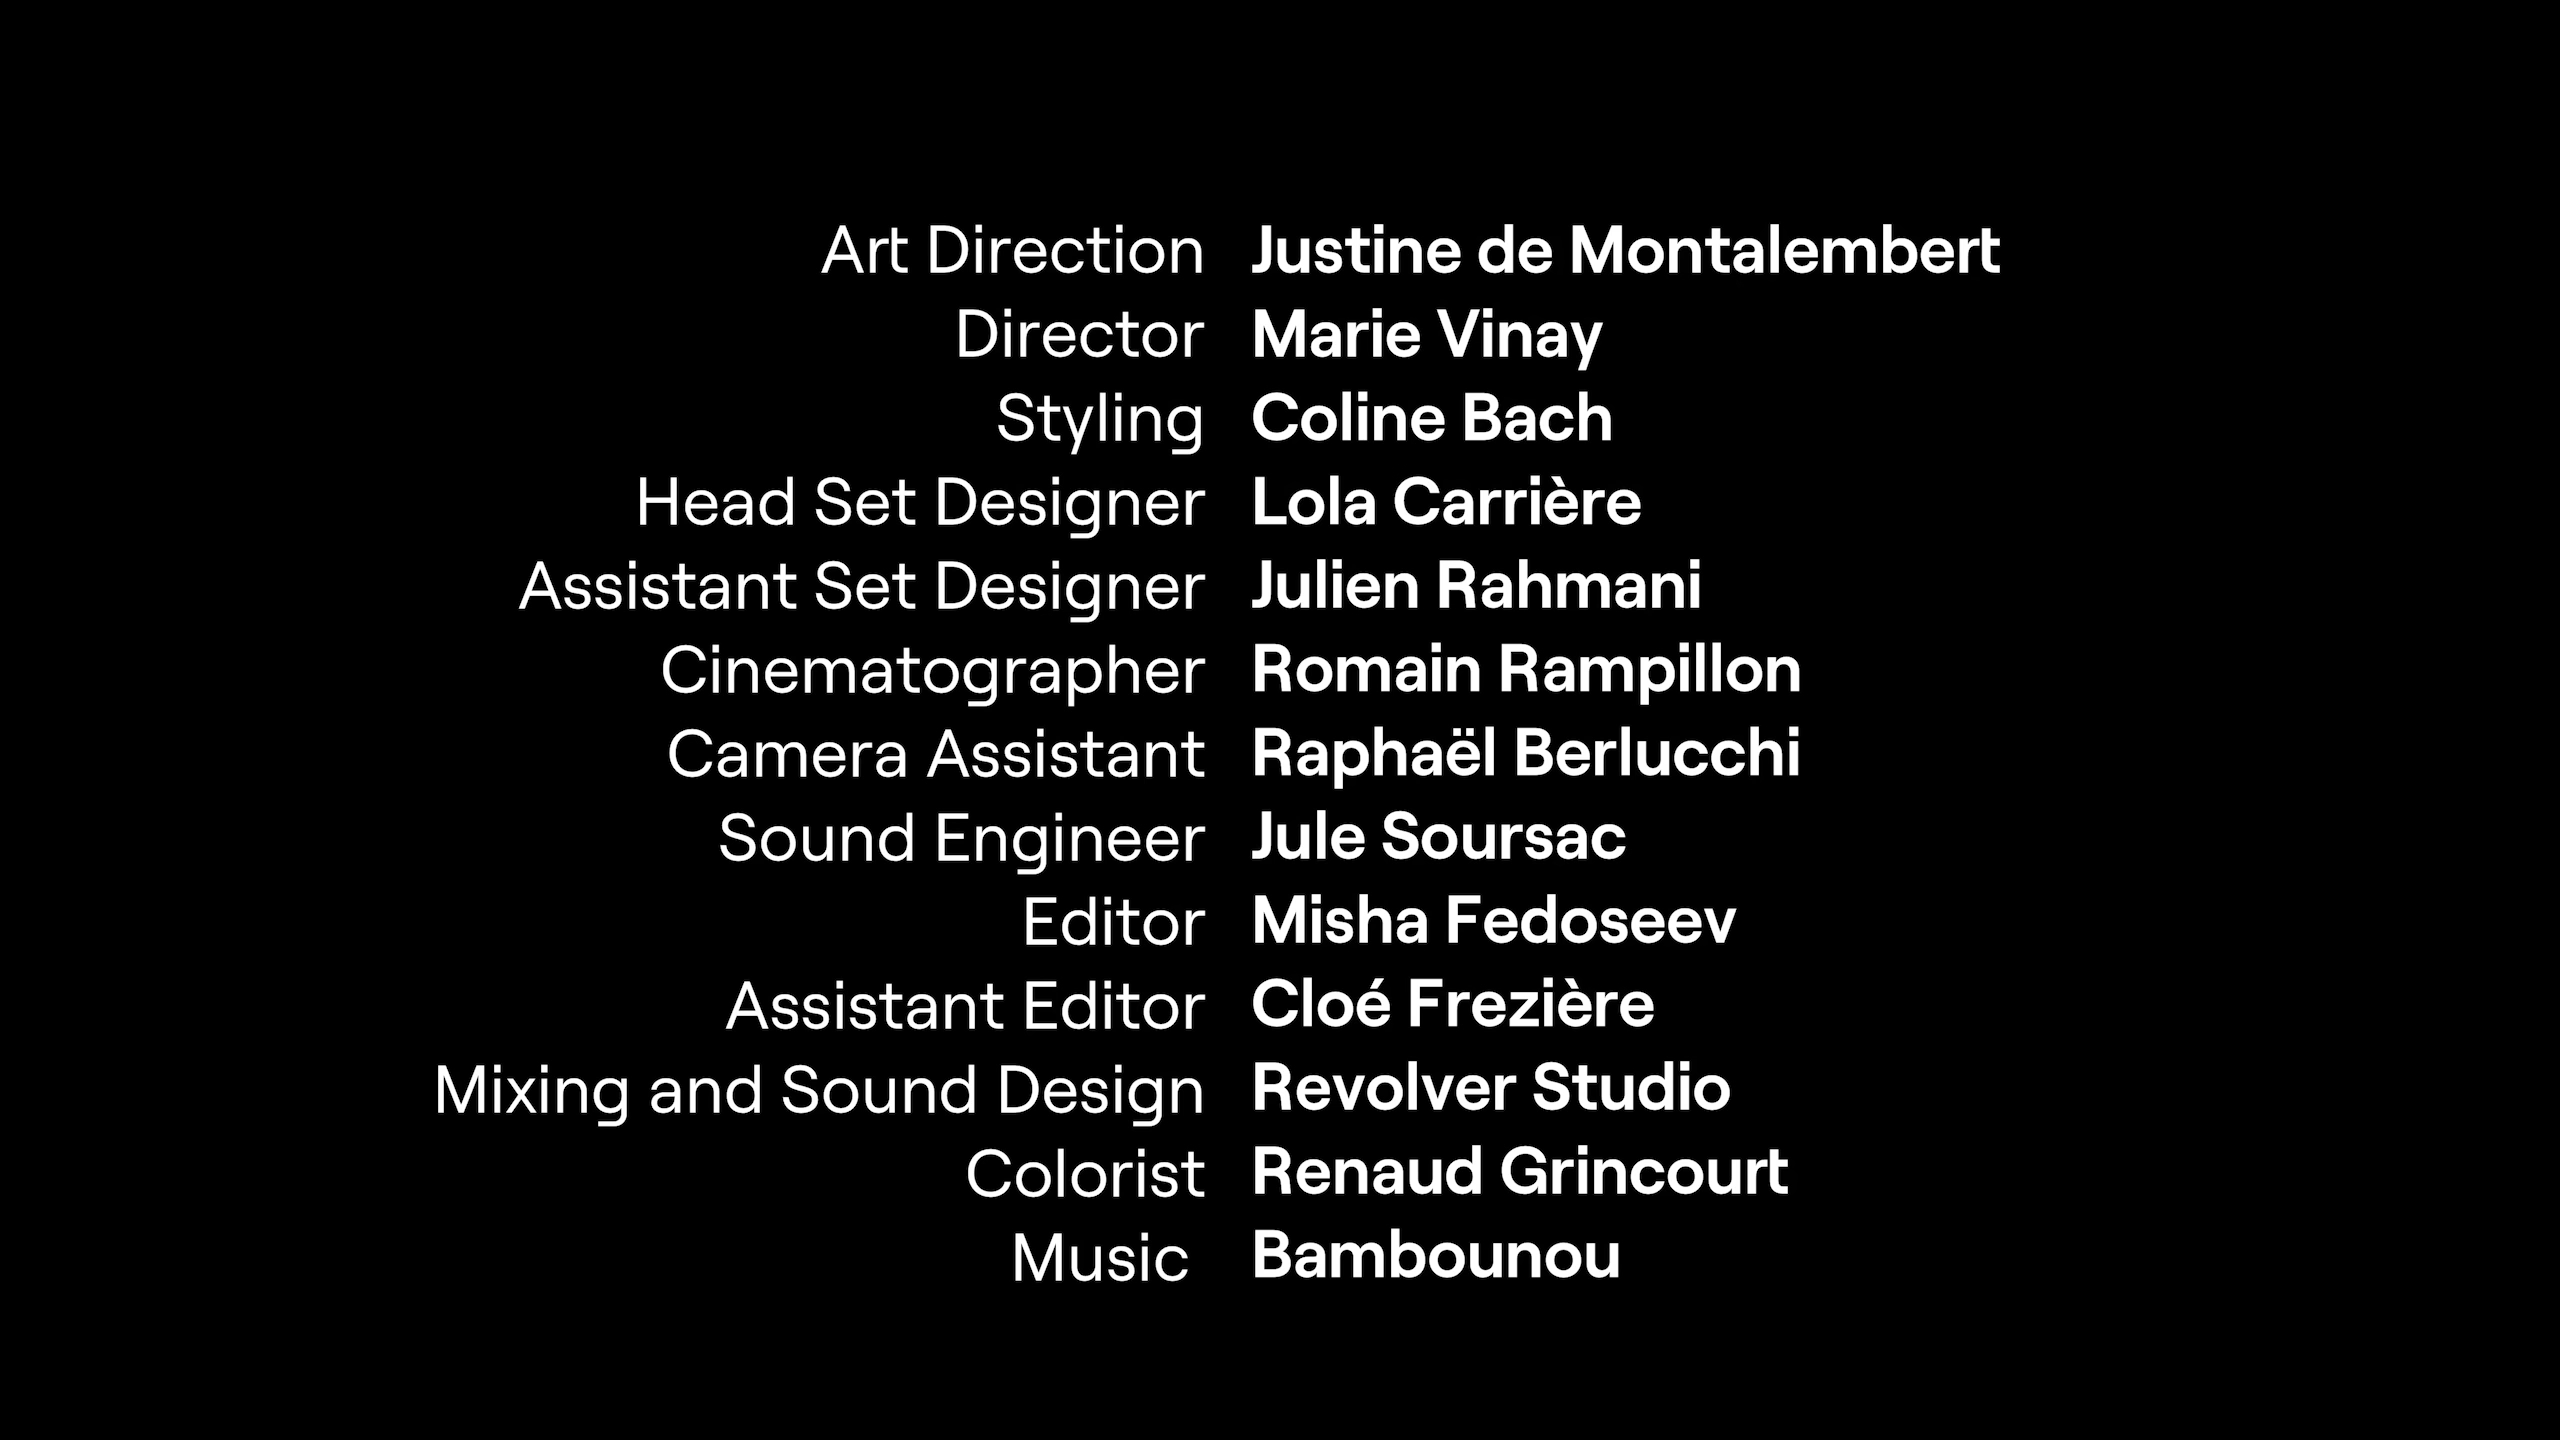 Art Direction Justine de Montalembert
Director Marie Vinay
Styling Coline Bach
Head Set Designer Lola Carrière
Assistant Set Designer Julien Rahmani
Cinematographer Romain Rampillon
Camera Assistant Raphaël Berlucchi
Sound Engineer Jule Soursac
Editor Misha Fedoseev
Assistant Editor Cloé Frezière
Mixing and Sound Design Revolver Studio
Colorist Renaud Grincourt
Music Bambounou